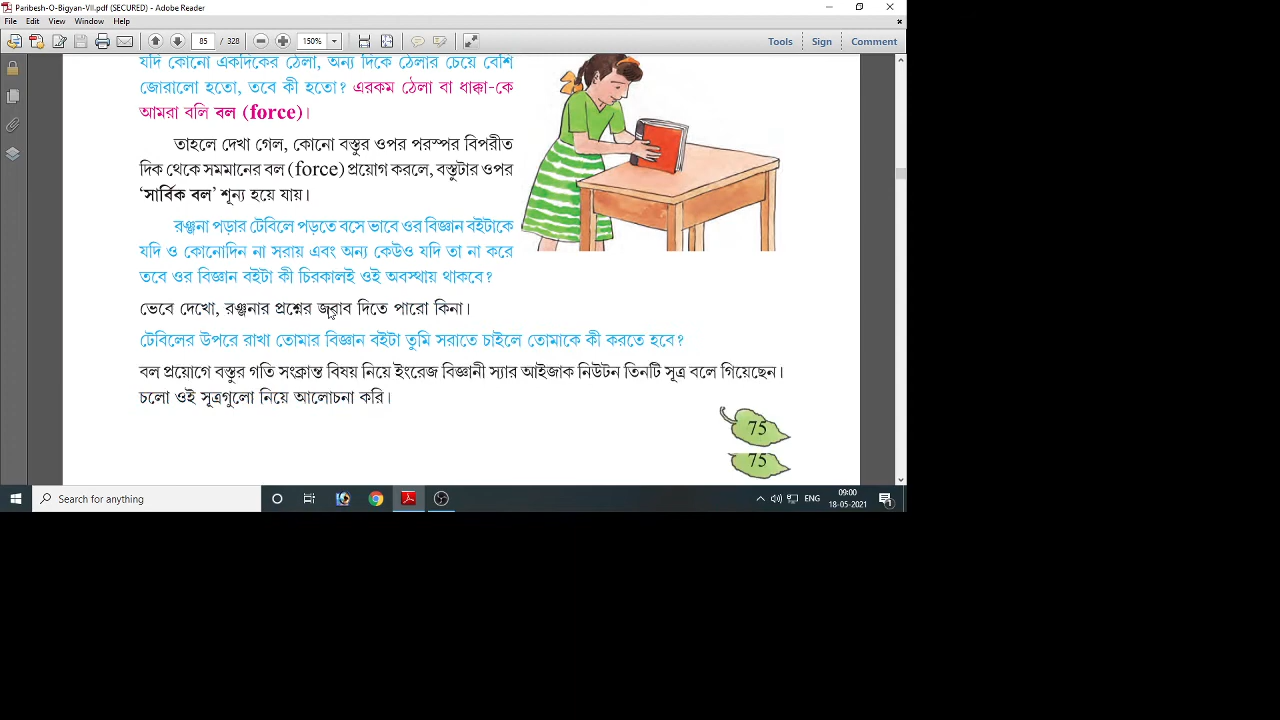 Paribesh-O-Bigyan-VII.pdf (SECURED) - Adobe Reader
File Edit View Window Help
85 / 328 150% Tools Sign Comment
যদি কোনো একদিকের ঠেলা, অন্য দিকে ঠেলার চেয়ে বেশি
জোরালো হতো, তবে কী হতো? এরকম ঠেলা বা ধাক্কা-কে
আমরা বলি বল (force)।
তাহলে দেখা গেল, কোনো বস্তুর ওপর পরস্পর বিপরীত
দিক থেকে সমমানের বল (force) প্রয়োগ করলে, বস্তুটার ওপর
‘সার্বিক বল’ শূন্য হয়ে যায়।
রঞ্জনা পড়ার টেবিলে পড়তে বসে ভাবে ওর বিজ্ঞান বইটাকে
যদি ও কোনোদিন না সরায় এবং অন্য কেউও যদি তা না করে
তবে ওর বিজ্ঞান বইটা কী চিরকালই ওই অবস্থায় থাকবে?
ভেবে দেখো, রঞ্জনার প্রশ্নের জবাব দিতে পারো কিনা।
টেবিলের উপরে রাখা তোমার বিজ্ঞান বইটা তুমি সরাতে চাইলে তোমাকে কী করতে হবে?
বল প্রয়োগে বস্তুর গতি সংক্রান্ত বিষয় নিয়ে ইংরেজ বিজ্ঞানী স্যার আইজাক নিউটন তিনটি সূত্র বলে গিয়েছেন।
চলো ওই সূত্রগুলো নিয়ে আলোচনা করি।
75
75
Search for anything
ENG
09:00
18-05-2021
1